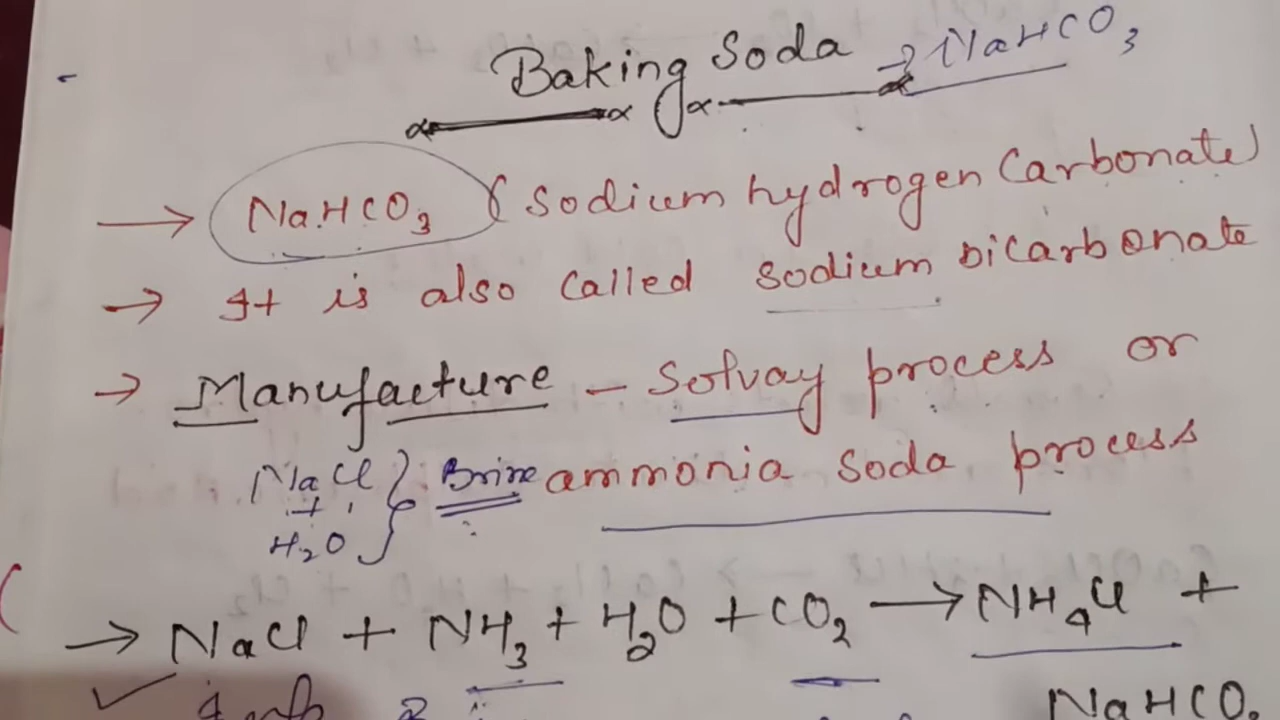 Baking Soda → NaHCO3
→ NaHCO3 (Sodium hydrogen Carbonate)
→ It is also called sodium bicarbonate
→ Manufacture – Solvay process or
NaCl + H2O } Brine ammonia soda process
→ NaCl + NH3 + H2O + CO2 → NH4Cl +
NaHCO3